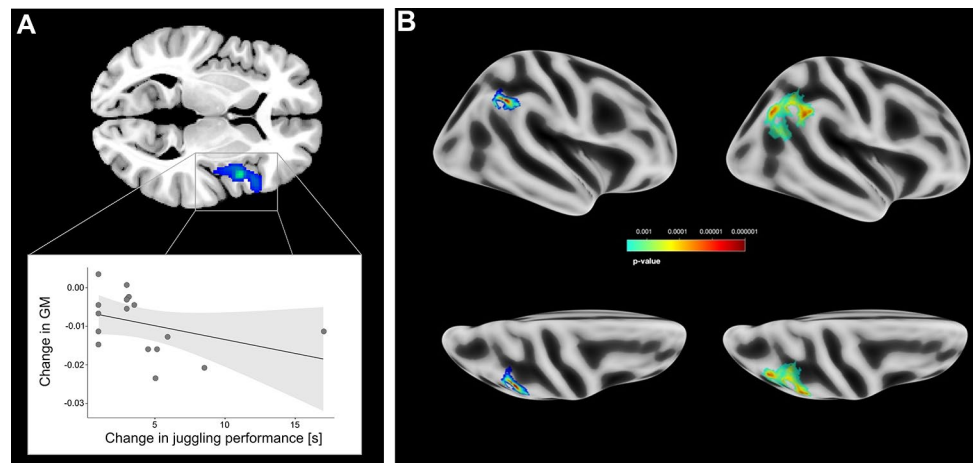 A
B
0.00
-0.01
-0.02
-0.03
Change in GM
5
10
15
Change in juggling performance [s]
0.001 0.0001 0.00001 0.000001
p-value